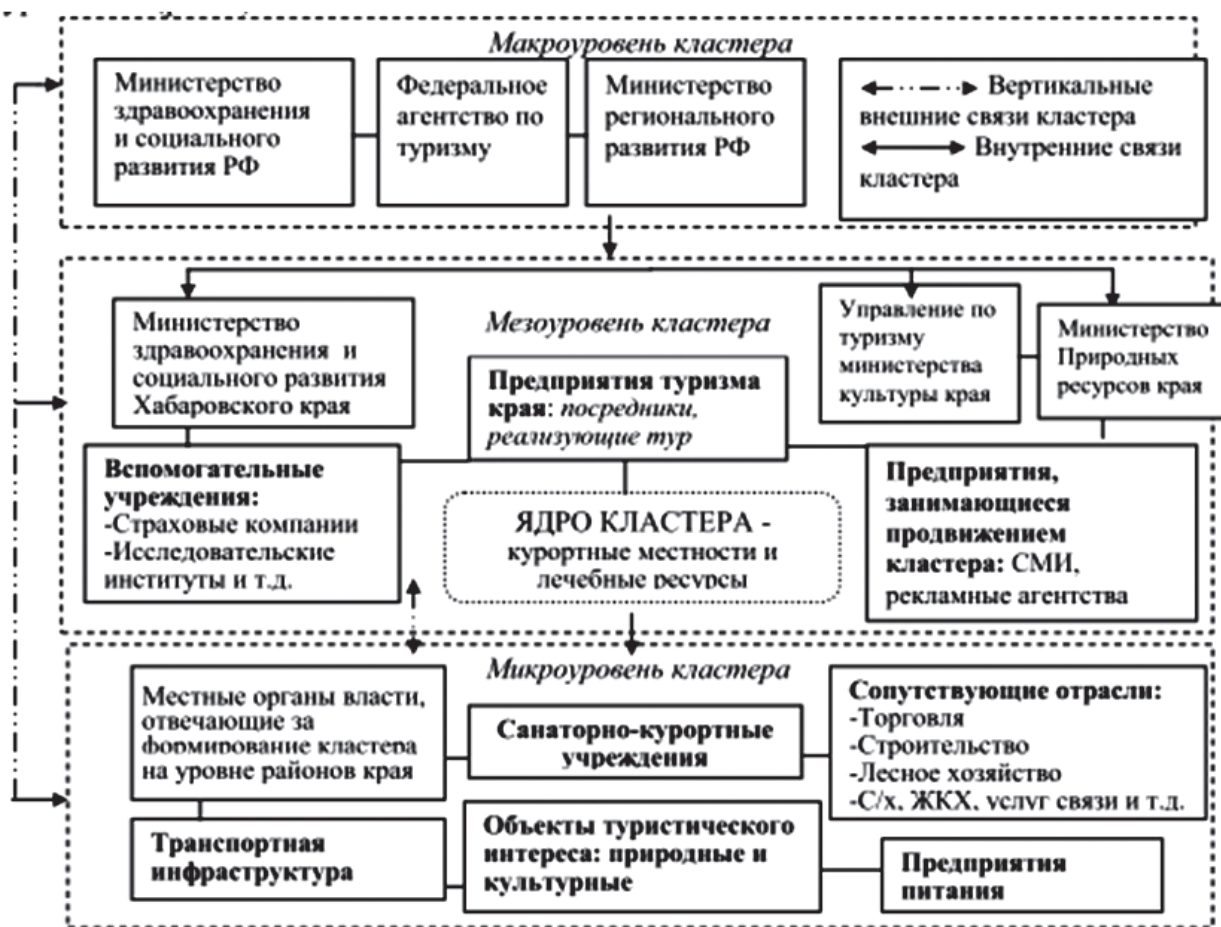 Макроуровень кластера
Министерство
здравоохранения
и социального
развития РФ
Федеральное
агентство по
туризму
Министерство
регионального
развития РФ
Вертикальные
внешние связи кластера
Внутренние связи
кластера
Министерство
здравоохранения и
социального развития
Хабаровского края
Мезоуровень кластера
Управление по
туризму
министерства
культуры края
Министерство
Природных
ресурсов края
Предприятия туризма
края: посредники,
реализующие тур
Вспомогательные
учреждения:
-Страховые компании
-Исследовательские
институты и т.д.
ЯДРО КЛАСТЕРА -
курортные местности и
лечебные ресурсы
Предприятия,
занимающиеся
продвижением
кластера: СМИ,
рекламные агентства
Микроуровень кластера
Местные органы власти,
отвечающие за
формирование кластера
на уровне районов края
Санаторно-курортные
учреждения
Сопутствующие отрасли:
-Торговля
-Строительство
-Лесное хозяйство
-С/х, ЖКХ, услуг связи и т.д.
Транспортная
инфраструктура
Объекты туристического
интереса: природные и
культурные
Предприятия
питания